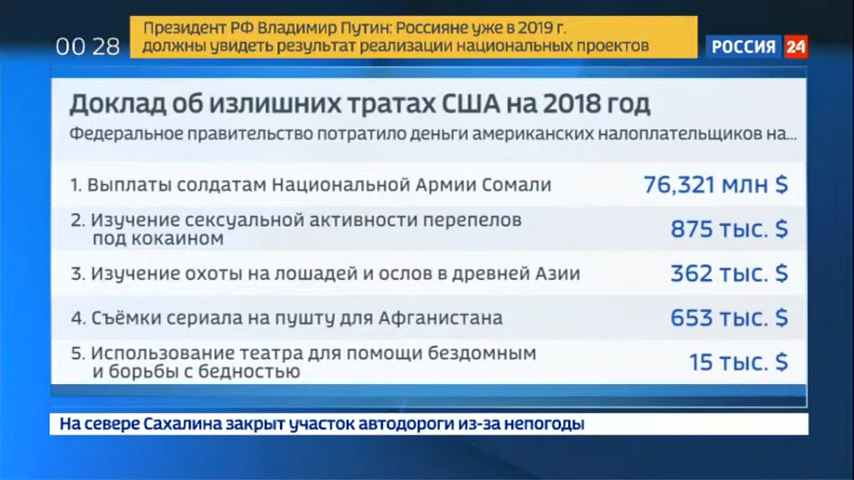 00 28
Президент РФ Владимир Путин: Россияне уже в 2019 г.
должны увидеть результат реализации национальных проектов
РОССИЯ 24
Доклад об излишних тратах США на 2018 год
Федеральное правительство потратило деньги американских налоплательщиков на...
1. Выплаты солдатам Национальной Армии Сомали 76,321 млн $
2. Изучение сексуальной активности перепелов
под кокаином 875 тыс. $
3. Изучение охоты на лошадей и ослов в древней Азии 362 тыс. $
4. Съёмки сериала на пушту для Афганистана 653 тыс. $
5. Использование театра для помощи бездомным
и борьбы с бедностью 15 тыс. $
На севере Сахалина закрыт участок автодороги из-за непогоды